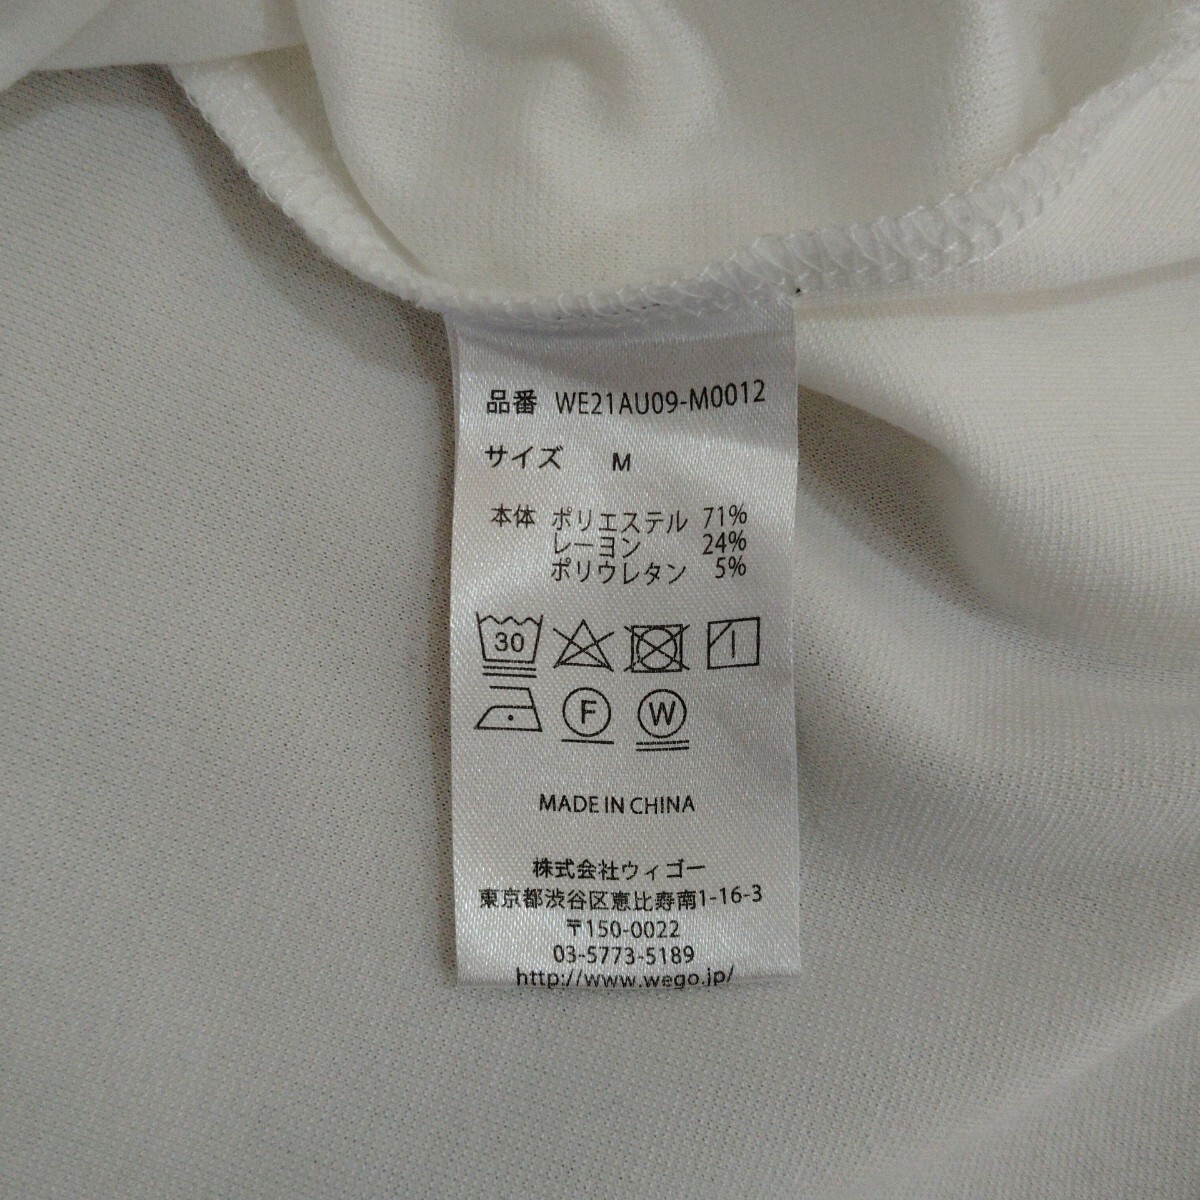 品番 WE21AU09-M0012
サイズ M
本体 ポリエステル 71%
レーヨン 24%
ポリウレタン 5%
30
F W
MADE IN CHINA
株式会社ウィゴー
東京都渋谷区恵比寿南1-16-3
〒150-0022
03-5773-5189
http://www.wego.jp/